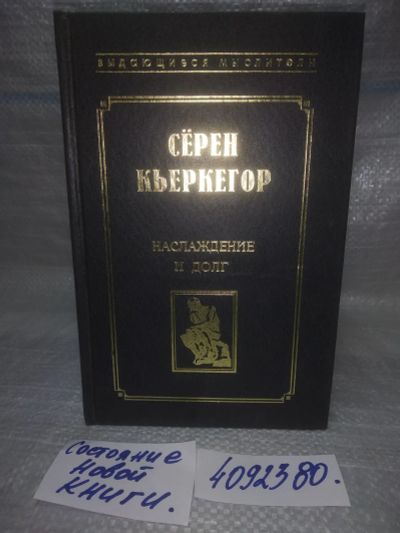 ВЫДАЮЩИЕСЯ МЫСЛИТЕЛИ
СЁРЕН
КЬЕРКЕГОР
НАСЛАЖДЕНИЕ
И ДОЛГ
Состояние
новой
книги.
4092380.